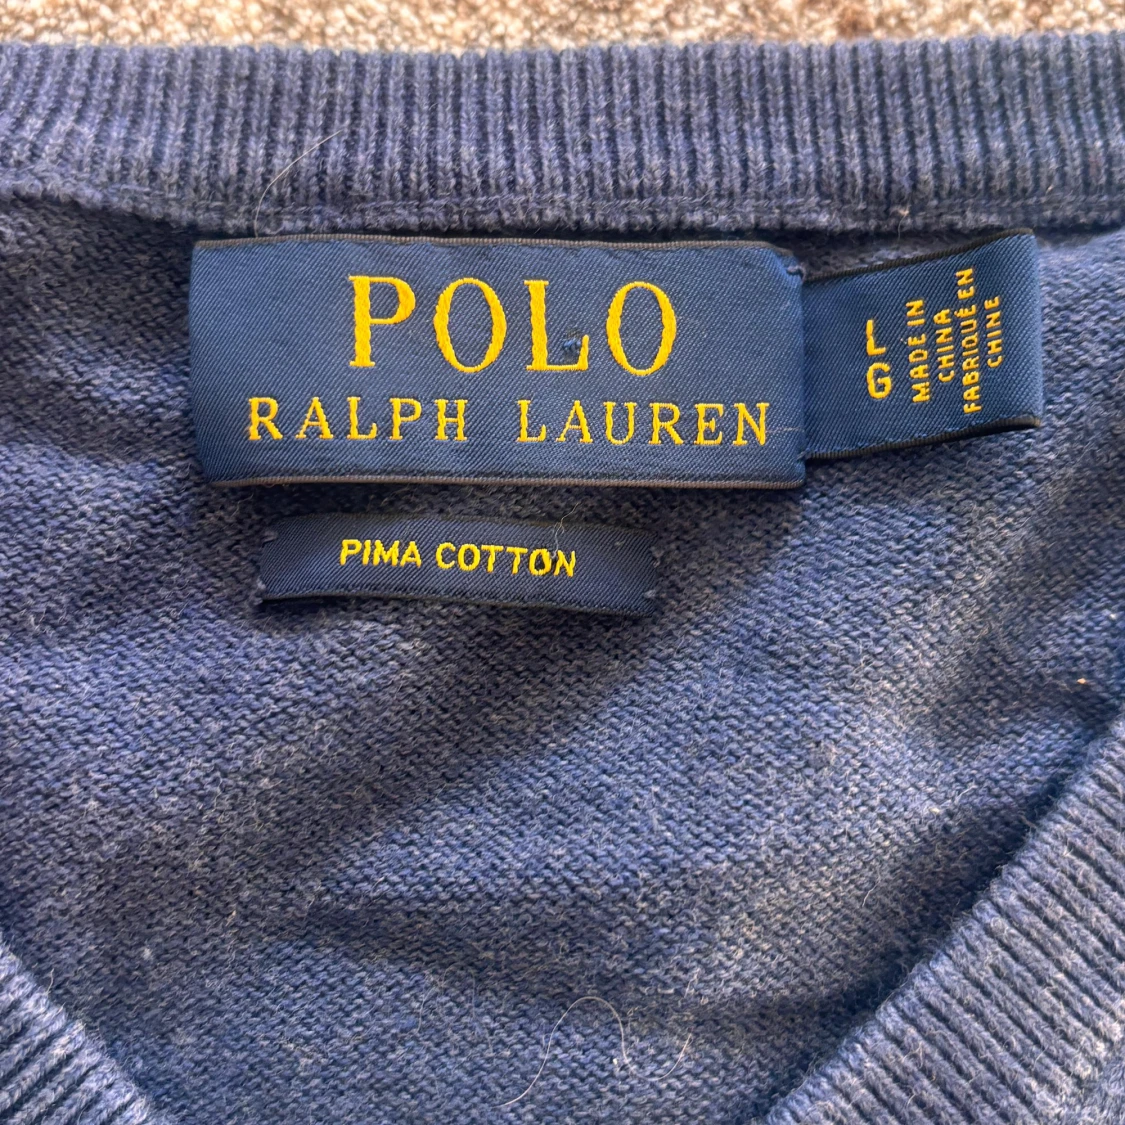 POLO
RALPH LAUREN
L
G
MADE IN
CHINA
FABRIQUÉ EN
CHINE
PIMA COTTON